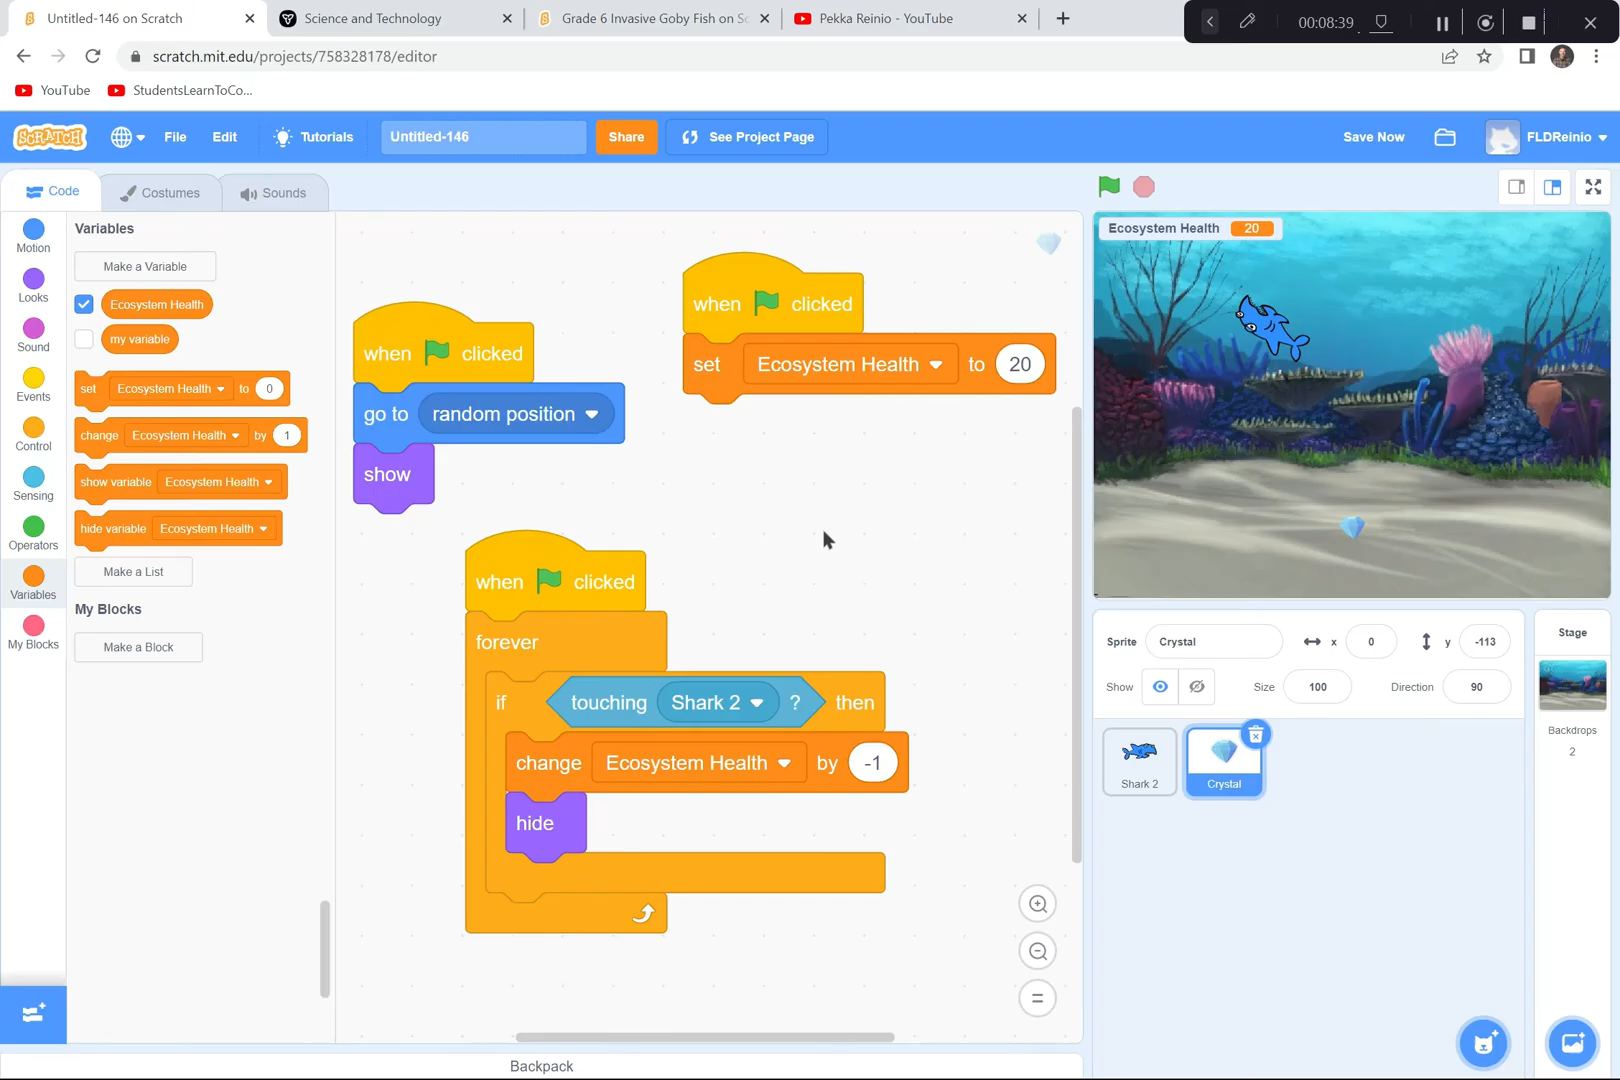 Untitled-146 on Scratch
Science and Technology
Grade 6 Invasive Goby Fish on Sc
Pekka Reinio - YouTube
00:08:39
scratch.mit.edu/projects/758328178/editor
YouTube
StudentsLearnToCo...
SCRATCH
File
Edit
Tutorials
Untitled-146
Share
See Project Page
Save Now
FLDReinio
Code
Costumes
Sounds
Motion
Looks
Sound
Events
Control
Sensing
Operators
Variables
My Blocks
Variables
Make a Variable
Ecosystem Health
my variable
set Ecosystem Health to 0
change Ecosystem Health by 1
show variable Ecosystem Health
hide variable Ecosystem Health
Make a List
My Blocks
Make a Block
when clicked
go to random position
show
when clicked
set Ecosystem Health to 20
when clicked
forever
if touching Shark 2 ? then
change Ecosystem Health by -1
hide
Backpack
Ecosystem Health 20
Sprite Crystal x 0 y -113
Show Size 100 Direction 90
Shark 2
Crystal
Stage
Backdrops
2